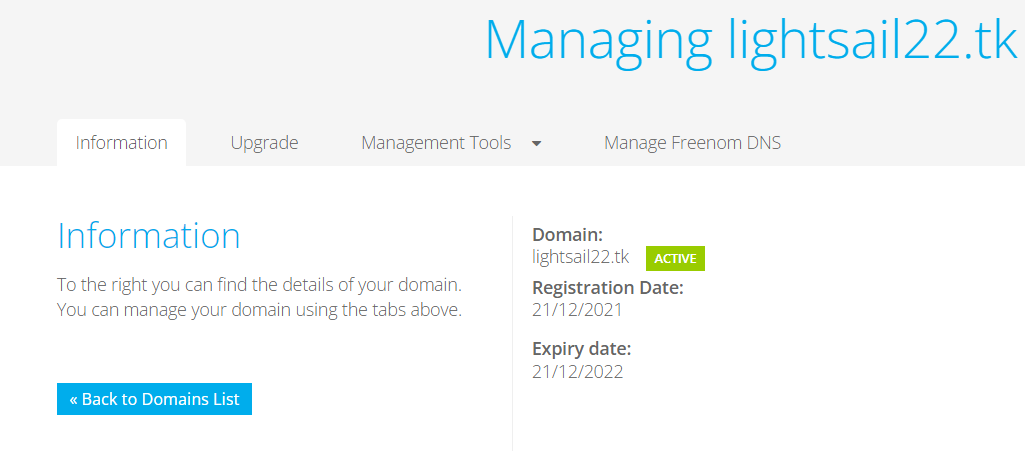 Managing lightsail22.tk
Information
Upgrade
Management Tools
Manage Freenom DNS
Information
To the right you can find the details of your domain.
You can manage your domain using the tabs above.
« Back to Domains List
Domain:
lightsail22.tk ACTIVE
Registration Date:
21/12/2021
Expiry date:
21/12/2022